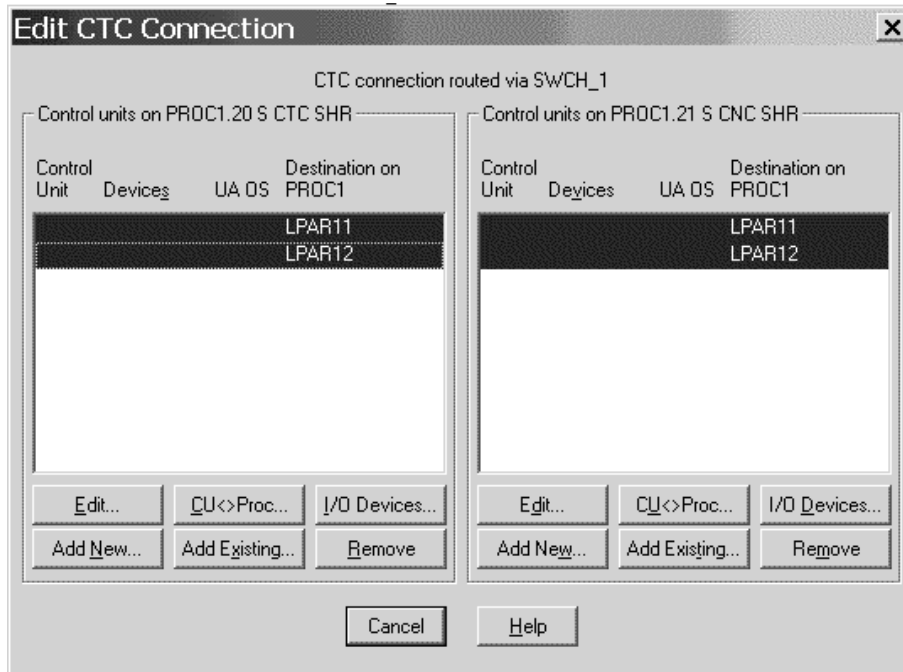 Edit CTC Connection
CTC connection routed via SWCH_1
Control units on PROC1.20 S CTC SHR
Control Destination on
Unit Devices UA OS PROC1
LPAR11
LPAR12
Edit... CU<>Proc... I/O Devices...
Add New... Add Existing... Remove
Control units on PROC1.21 S CNC SHR
Control Destination on
Unit Devices UA OS PROC1
LPAR11
LPAR12
Edit... CU<>Proc... I/O Devices...
Add New... Add Existing... Remove
Cancel Help